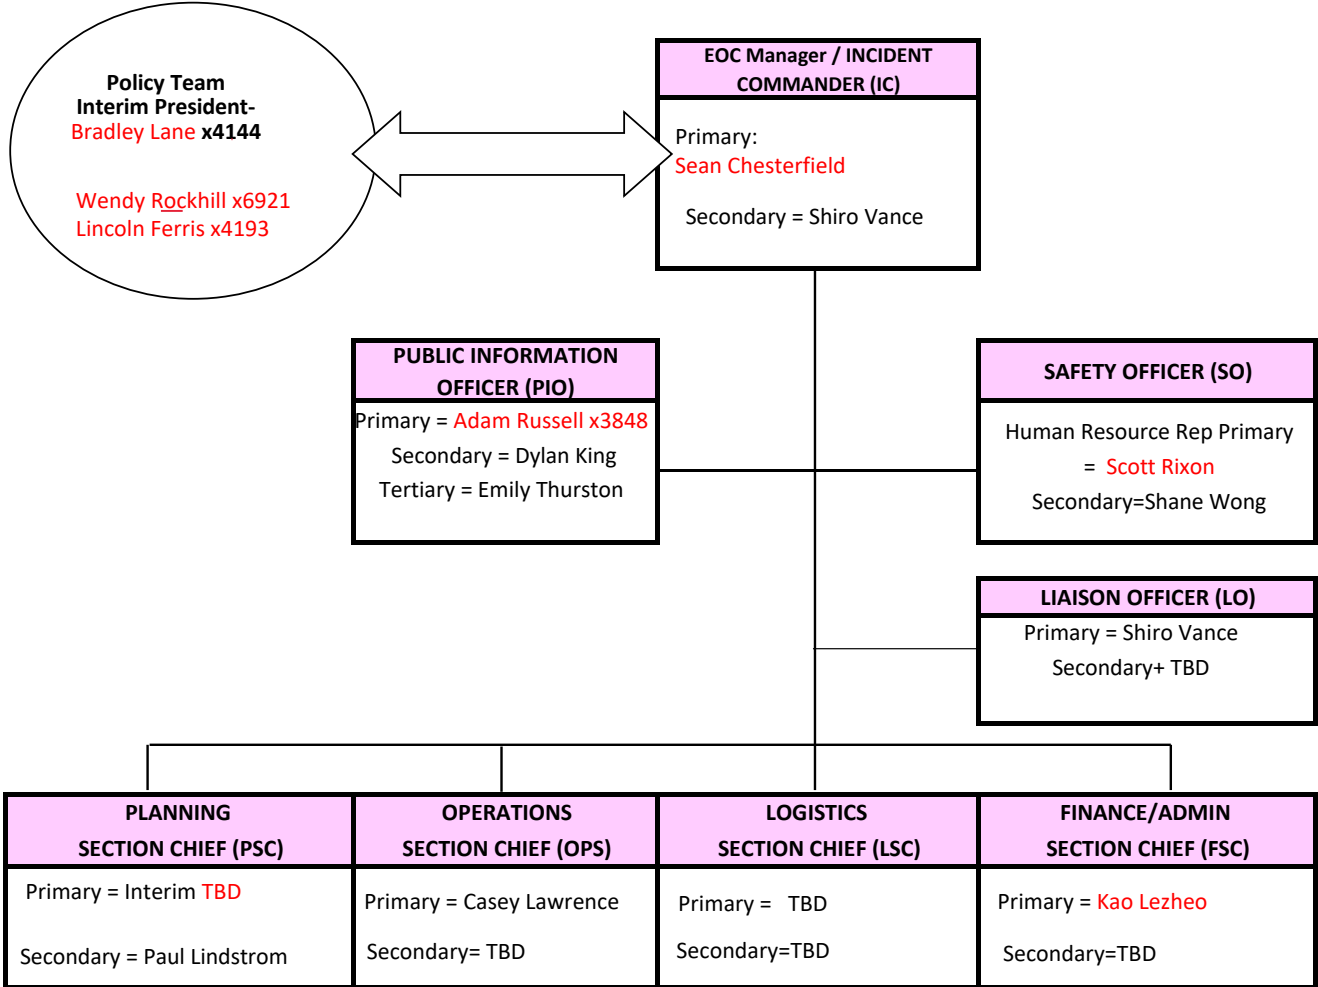 Policy Team
Interim President-
Bradley Lane x4144
Wendy Rockhill x6921
Lincoln Ferris x4193
EOC Manager / INCIDENT
COMMANDER (IC)
Primary:
Sean Chesterfield
Secondary = Shiro Vance
PUBLIC INFORMATION
OFFICER (PIO)
Primary = Adam Russell x3848
Secondary = Dylan King
Tertiary = Emily Thurston
SAFETY OFFICER (SO)
Human Resource Rep Primary
= Scott Rixon
Secondary=Shane Wong
LIAISON OFFICER (LO)
Primary = Shiro Vance
Secondary+ TBD
PLANNING
SECTION CHIEF (PSC)
Primary = Interim TBD
Secondary = Paul Lindstrom
OPERATIONS
SECTION CHIEF (OPS)
Primary = Casey Lawrence
Secondary= TBD
LOGISTICS
SECTION CHIEF (LSC)
Primary = TBD
Secondary=TBD
FINANCE/ADMIN
SECTION CHIEF (FSC)
Primary = Kao Lezheo
Secondary=TBD